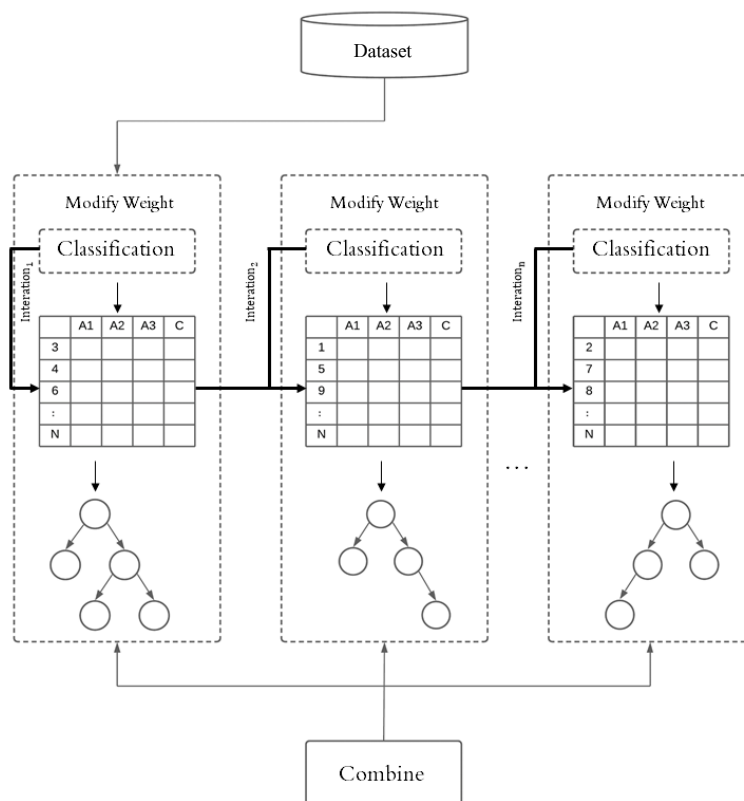 Dataset
Modify Weight
Modify Weight
Modify Weight
Classification
Classification
Classification
Interation1
Interation2
Interationn
A1 A2 A3 C
3
4
6
:
N
A1 A2 A3 C
1
5
9
:
N
A1 A2 A3 C
2
7
8
:
N
...
Combine